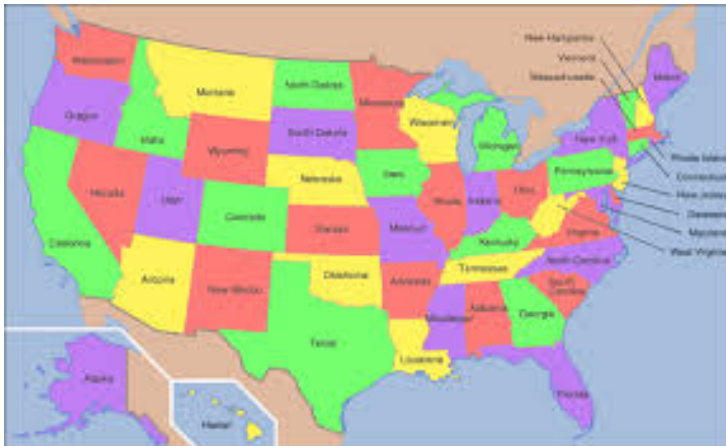 New Hampshire
Vermont
Massachusetts
Washington
Montana
North Dakota
Minnesota
Maine
Oregon
Idaho
Wyoming
South Dakota
Wisconsin
Michigan
New York
Rhode Island
Connecticut
New Jersey
Delaware
Maryland
West Virginia
Nevada
Utah
Colorado
Nebraska
Iowa
Illinois
Indiana
Ohio
Pennsylvania
California
Kansas
Missouri
Kentucky
Virginia
Arizona
New Mexico
Oklahoma
Arkansas
Tennessee
North Carolina
South
Carolina
Texas
Louisiana
Mississippi
Alabama
Georgia
Florida
Alaska
Hawaii